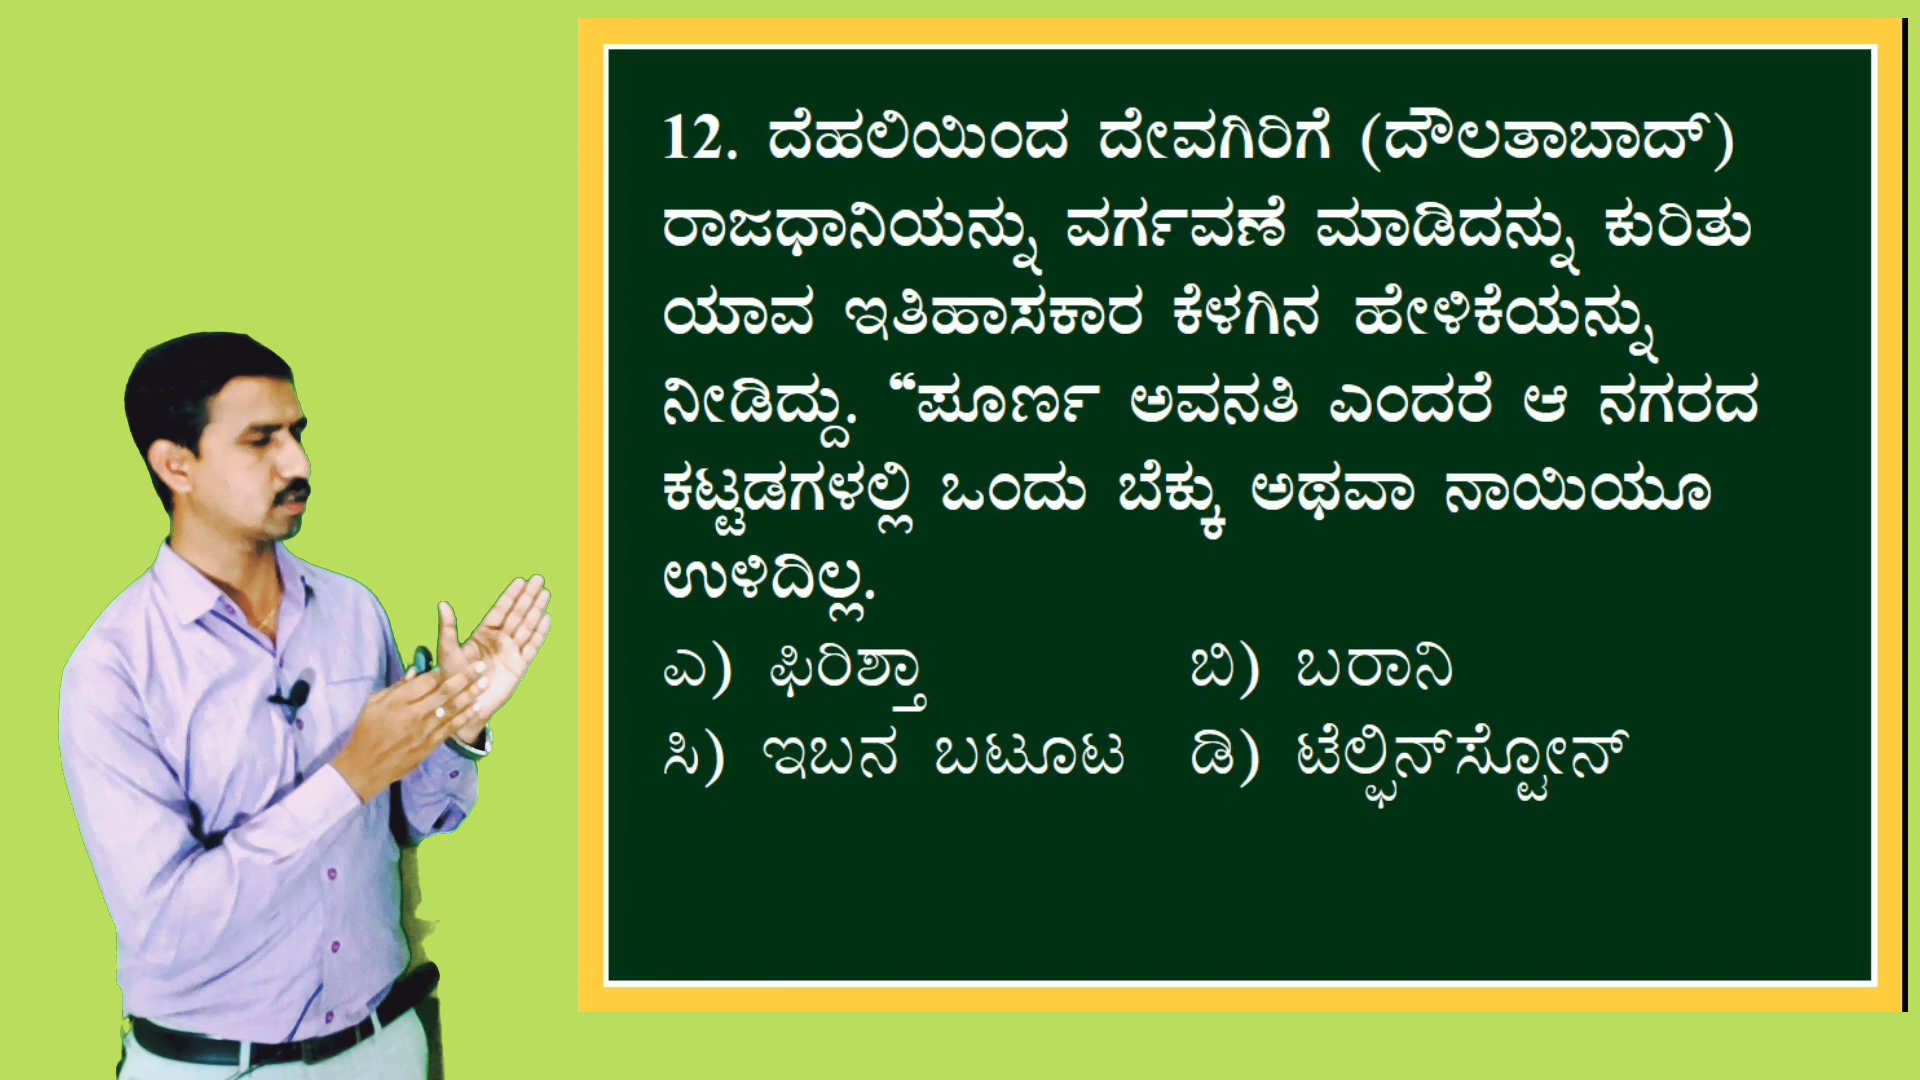 12. ದೆಹಲಿಯಿಂದ ದೇವಗಿರಿಗೆ (ದೌಲತಾಬಾದ್)
ರಾಜಧಾನಿಯನ್ನು ವರ್ಗವಣೆ ಮಾಡಿದನ್ನು ಕುರಿತು
ಯಾವ ಇತಿಹಾಸಕಾರ ಕೆಳಗಿನ ಹೇಳಿಕೆಯನ್ನು
ನೀಡಿದ್ದು. “ಪೂರ್ಣ ಅವನತಿ ಎಂದರೆ ಆ ನಗರದ
ಕಟ್ಟಡಗಳಲ್ಲಿ ಒಂದು ಬೆಕ್ಕು ಅಥವಾ ನಾಯಿಯೂ
ಉಳಿದಿಲ್ಲ.
ಎ) ಫಿರಿಶ್ತಾ ಬಿ) ಬರಾನಿ
ಸಿ) ಇಬನ ಬಟೂಟ ಡಿ) ಟೆಲ್ಫಿನ್‌ಸ್ಟೋನ್